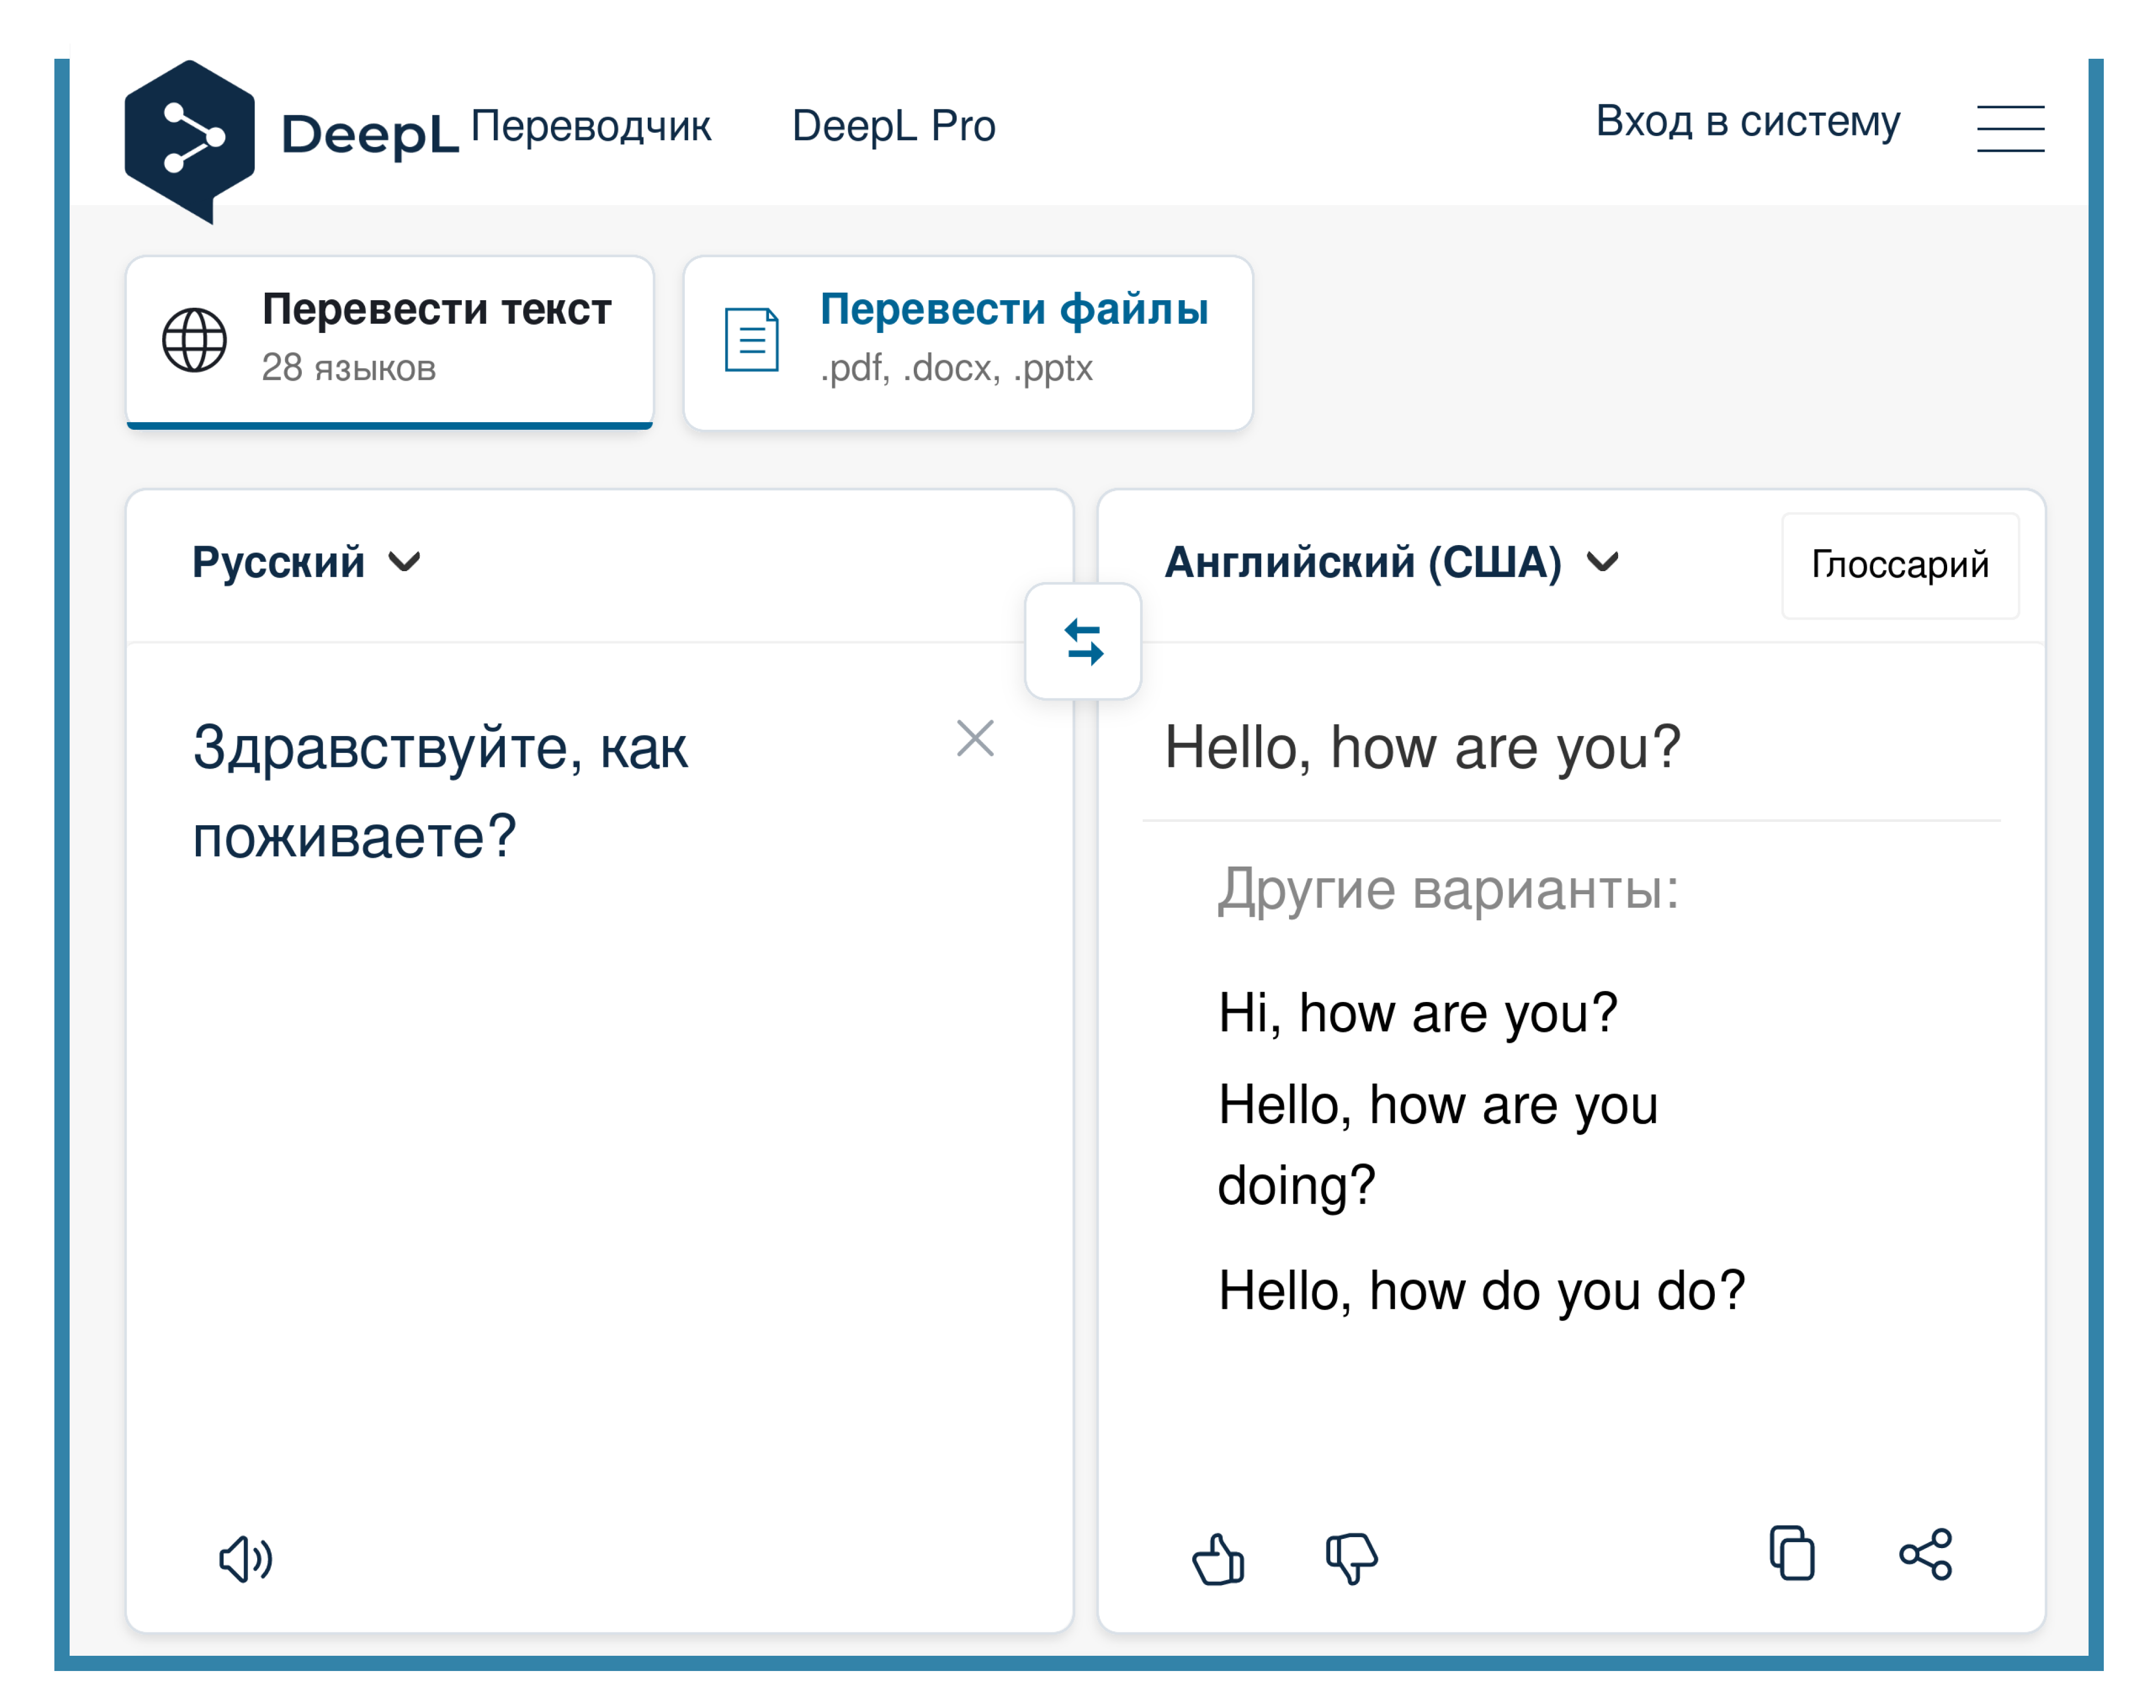 DeepL Переводчик DeepL Pro Вход в систему
Перевести текст
28 языков
Перевести файлы
.pdf, .docx, .pptx
Русский
Здравствуйте, как
поживаете?
Английский (США)
Глоссарий
Hello, how are you?
Другие варианты:
Hi, how are you?
Hello, how are you
doing?
Hello, how do you do?